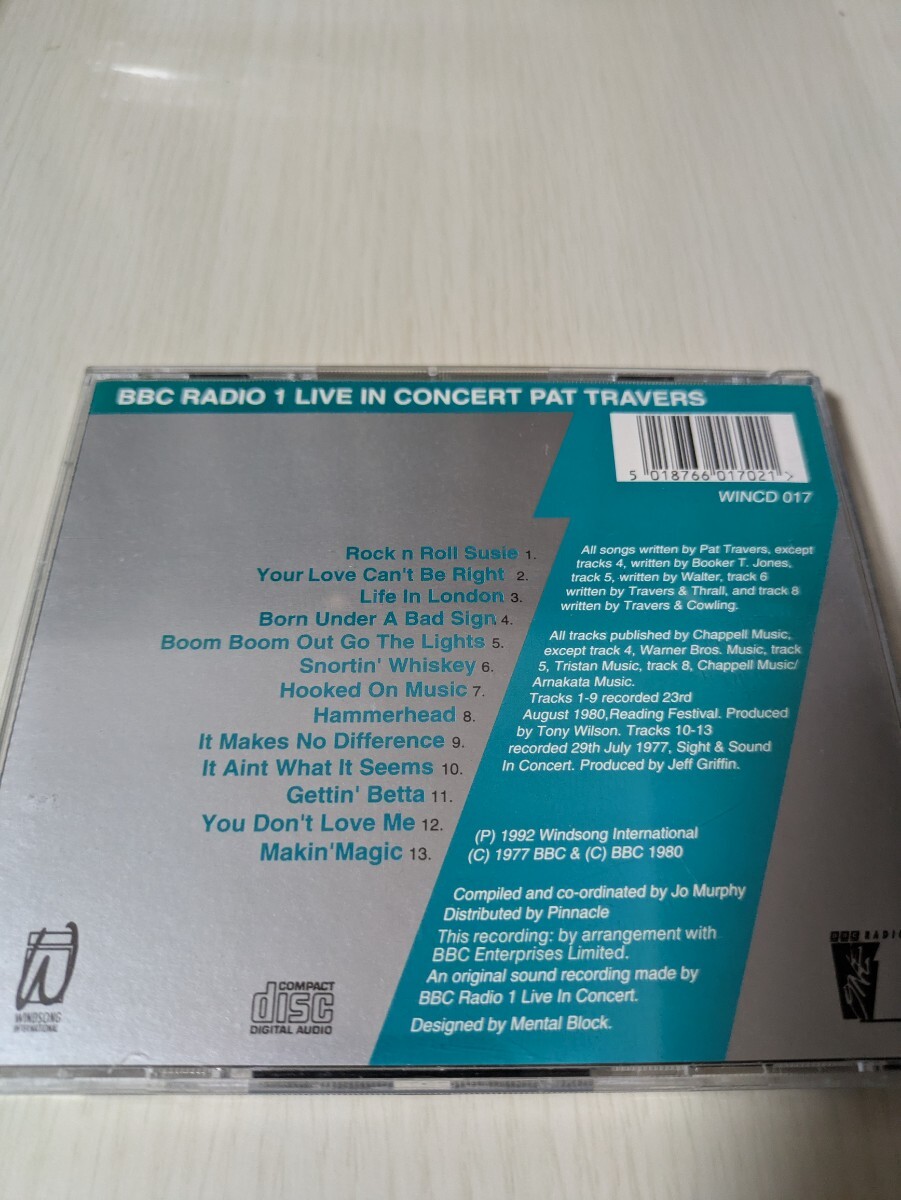 BBC RADIO 1 LIVE IN CONCERT PAT TRAVERS
5 018766 017021 >
WINCD 017
Rock n Roll Susie 1.
Your Love Can't Be Right 2.
Life In London 3.
Born Under A Bad Sign 4.
Boom Boom Out Go The Lights 5.
Snortin' Whiskey 6.
Hooked On Music 7.
Hammerhead 8.
It Makes No Difference 9.
It Aint What It Seems 10.
Gettin' Betta 11.
You Don't Love Me 12.
Makin'Magic 13.
All songs written by Pat Travers, except
tracks 4, written by Booker T. Jones,
track 5, written by Walter, track 6
written by Travers & Thrall, and track 8
written by Travers & Cowling.
All tracks published by Chappell Music,
except track 4, Warner Bros. Music, track
5, Tristan Music, track 8, Chappell Music/
Arnakata Music.
Tracks 1-9 recorded 23rd
August 1980,Reading Festival. Produced
by Tony Wilson. Tracks 10-13
recorded 29th July 1977, Sight & Sound
In Concert. Produced by Jeff Griffin.
(P) 1992 Windsong International
(C) 1977 BBC & (C) BBC 1980
Compiled and co-ordinated by Jo Murphy
Distributed by Pinnacle
This recording: by arrangement with
BBC Enterprises Limited.
An original sound recording made by
BBC Radio 1 Live In Concert.
Designed by Mental Block.
WINDSONG
INTERNATIONAL
COMPACT
disc
DIGITAL AUDIO
BBC RADIO